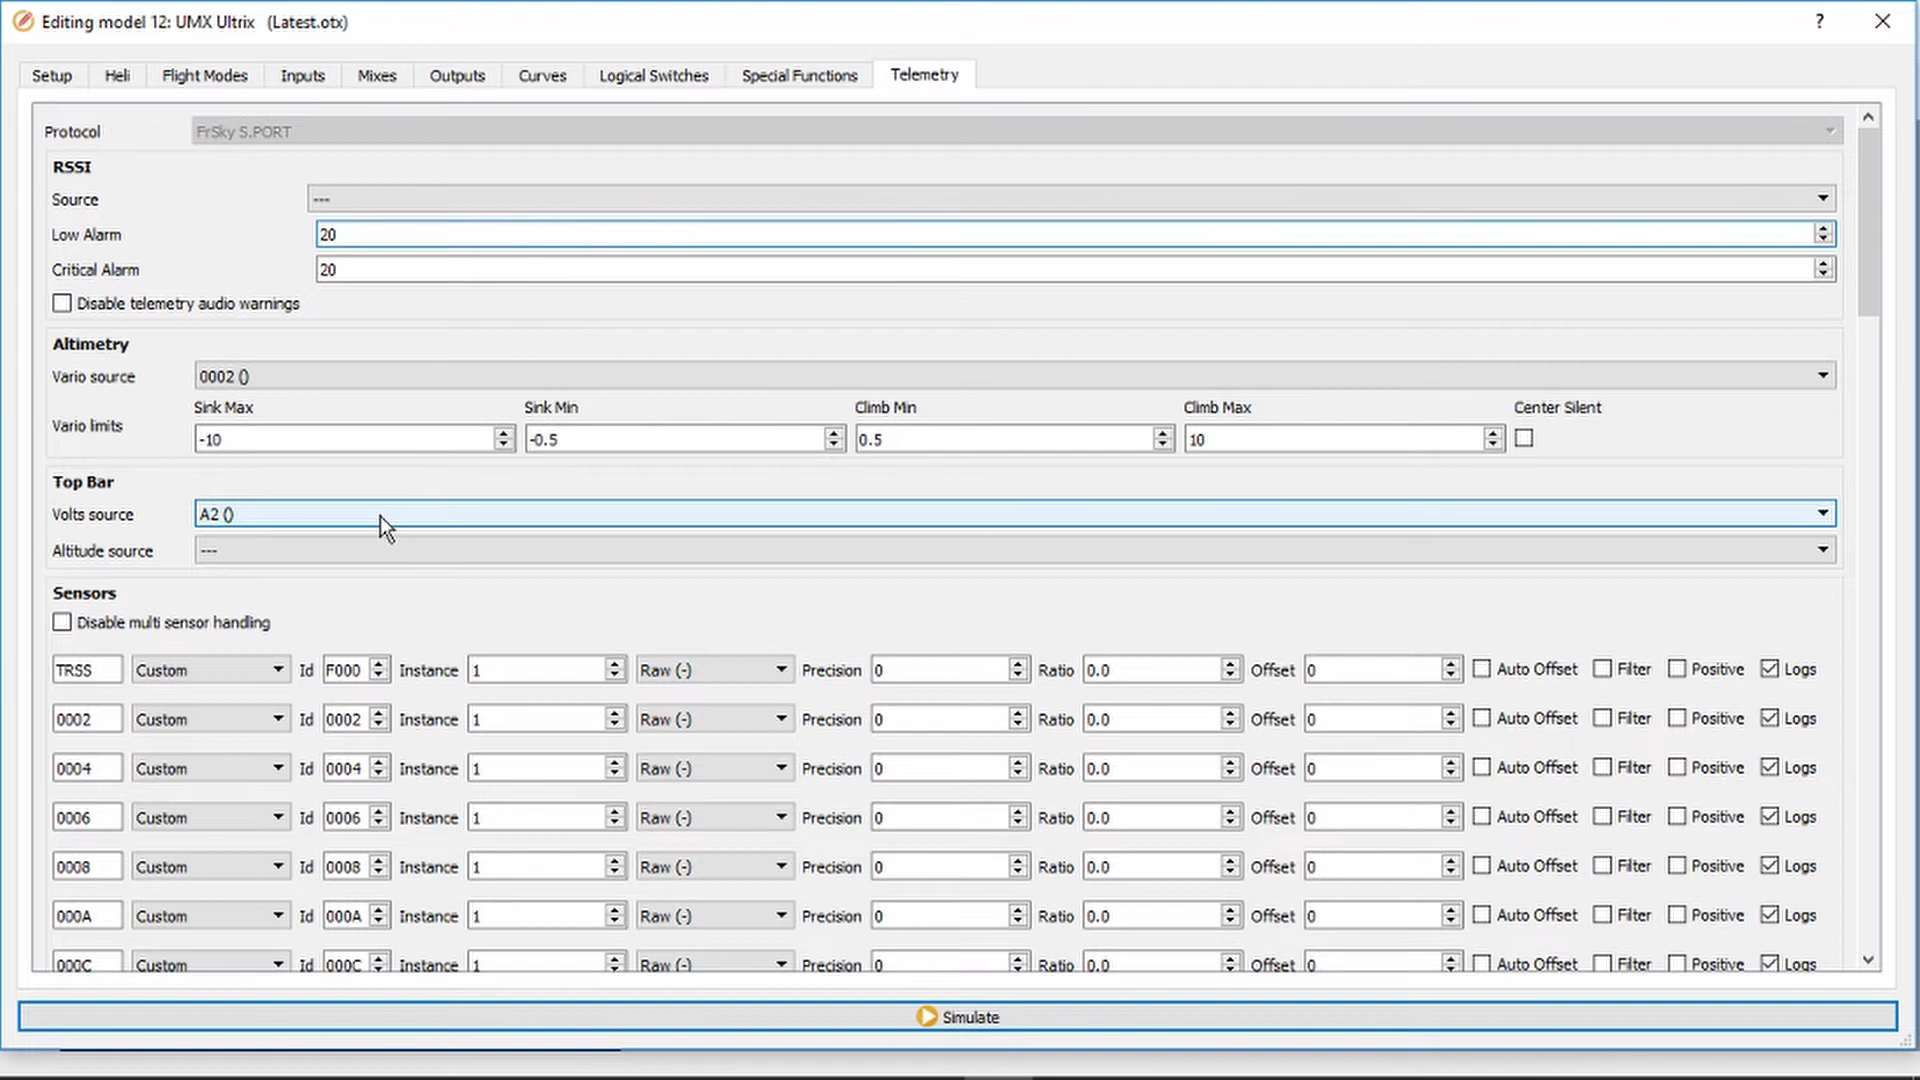 Editing model 12: UMX Ultrix (Latest.otx) ?
Setup Heli Flight Modes Inputs Mixes Outputs Curves Logical Switches Special Functions Telemetry
Protocol FrSky S.PORT
RSSI
Source ---
Low Alarm 20
Critical Alarm 20
Disable telemetry audio warnings
Altimetry
Vario source 0002 ()
Sink Max Sink Min Climb Min Climb Max Center Silent
Vario limits -10 -0.5 0.5 10
Top Bar
Volts source A2 ()
Altitude source ---
Sensors
Disable multi sensor handling
TRSS Custom Id F000 Instance 1 Raw (-) Precision 0 Ratio 0.0 Offset 0 Auto Offset Filter Positive Logs
0002 Custom Id 0002 Instance 1 Raw (-) Precision 0 Ratio 0.0 Offset 0 Auto Offset Filter Positive Logs
0004 Custom Id 0004 Instance 1 Raw (-) Precision 0 Ratio 0.0 Offset 0 Auto Offset Filter Positive Logs
0006 Custom Id 0006 Instance 1 Raw (-) Precision 0 Ratio 0.0 Offset 0 Auto Offset Filter Positive Logs
0008 Custom Id 0008 Instance 1 Raw (-) Precision 0 Ratio 0.0 Offset 0 Auto Offset Filter Positive Logs
000A Custom Id 000A Instance 1 Raw (-) Precision 0 Ratio 0.0 Offset 0 Auto Offset Filter Positive Logs
000C Custom Id 000C Instance 1 Raw (-) Precision 0 Ratio 0.0 Offset 0 Auto Offset Filter Positive Logs
Simulate